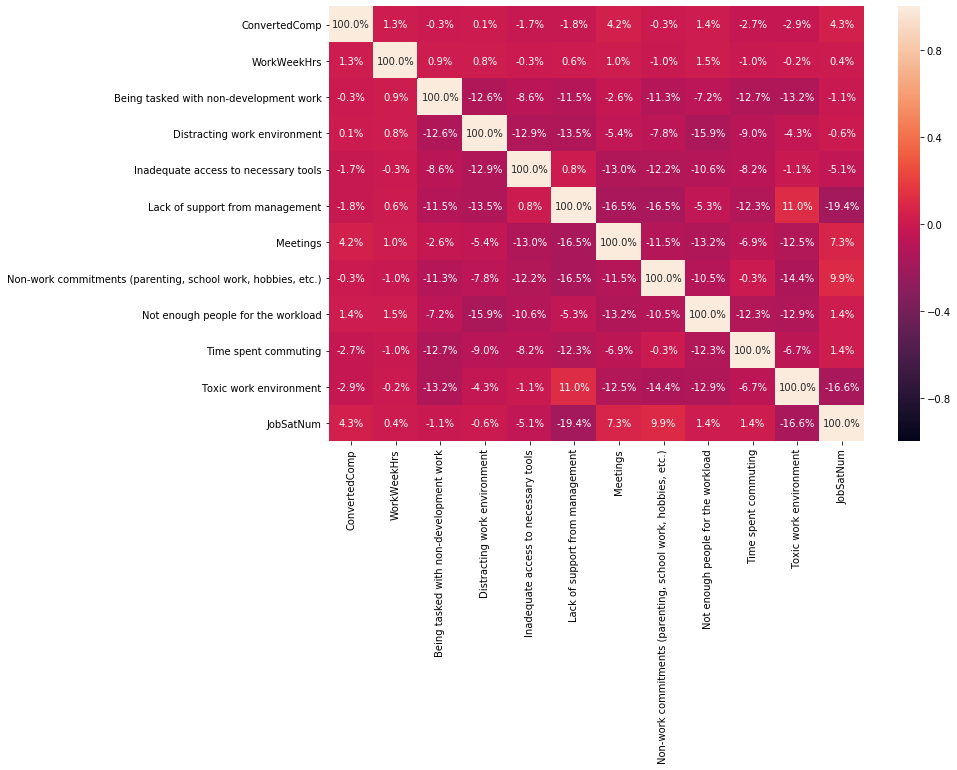 ConvertedComp 100.0% 1.3% -0.3% 0.1% -1.7% -1.8% 4.2% -0.3% 1.4% -2.7% -2.9% 4.3%
WorkWeekHrs 1.3% 100.0% 0.9% 0.8% -0.3% 0.6% 1.0% -1.0% 1.5% -1.0% -0.2% 0.4%
Being tasked with non-development work -0.3% 0.9% 100.0% -12.6% -8.6% -11.5% -2.6% -11.3% -7.2% -12.7% -13.2% -1.1%
Distracting work environment 0.1% 0.8% -12.6% 100.0% -12.9% -13.5% -5.4% -7.8% -15.9% -9.0% -4.3% -0.6%
Inadequate access to necessary tools -1.7% -0.3% -8.6% -12.9% 100.0% 0.8% -13.0% -12.2% -10.6% -8.2% -1.1% -5.1%
Lack of support from management -1.8% 0.6% -11.5% -13.5% 0.8% 100.0% -16.5% -16.5% -5.3% -12.3% 11.0% -19.4%
Meetings 4.2% 1.0% -2.6% -5.4% -13.0% -16.5% 100.0% -11.5% -13.2% -6.9% -12.5% 7.3%
Non-work commitments (parenting, school work, hobbies, etc.) -0.3% -1.0% -11.3% -7.8% -12.2% -16.5% -11.5% 100.0% -10.5% -0.3% -14.4% 9.9%
Not enough people for the workload 1.4% 1.5% -7.2% -15.9% -10.6% -5.3% -13.2% -10.5% 100.0% -12.3% -12.9% 1.4%
Time spent commuting -2.7% -1.0% -12.7% -9.0% -8.2% -12.3% -6.9% -0.3% -12.3% 100.0% -6.7% 1.4%
Toxic work environment -2.9% -0.2% -13.2% -4.3% -1.1% 11.0% -12.5% -14.4% -12.9% -6.7% 100.0% -16.6%
JobSatNum 4.3% 0.4% -1.1% -0.6% -5.1% -19.4% 7.3% 9.9% 1.4% 1.4% -16.6% 100.0%
ConvertedComp
WorkWeekHrs
Being tasked with non-development work
Distracting work environment
Inadequate access to necessary tools
Lack of support from management
Meetings
Non-work commitments (parenting, school work, hobbies, etc.)
Not enough people for the workload
Time spent commuting
Toxic work environment
JobSatNum
0.8
0.4
0.0
−0.4
−0.8